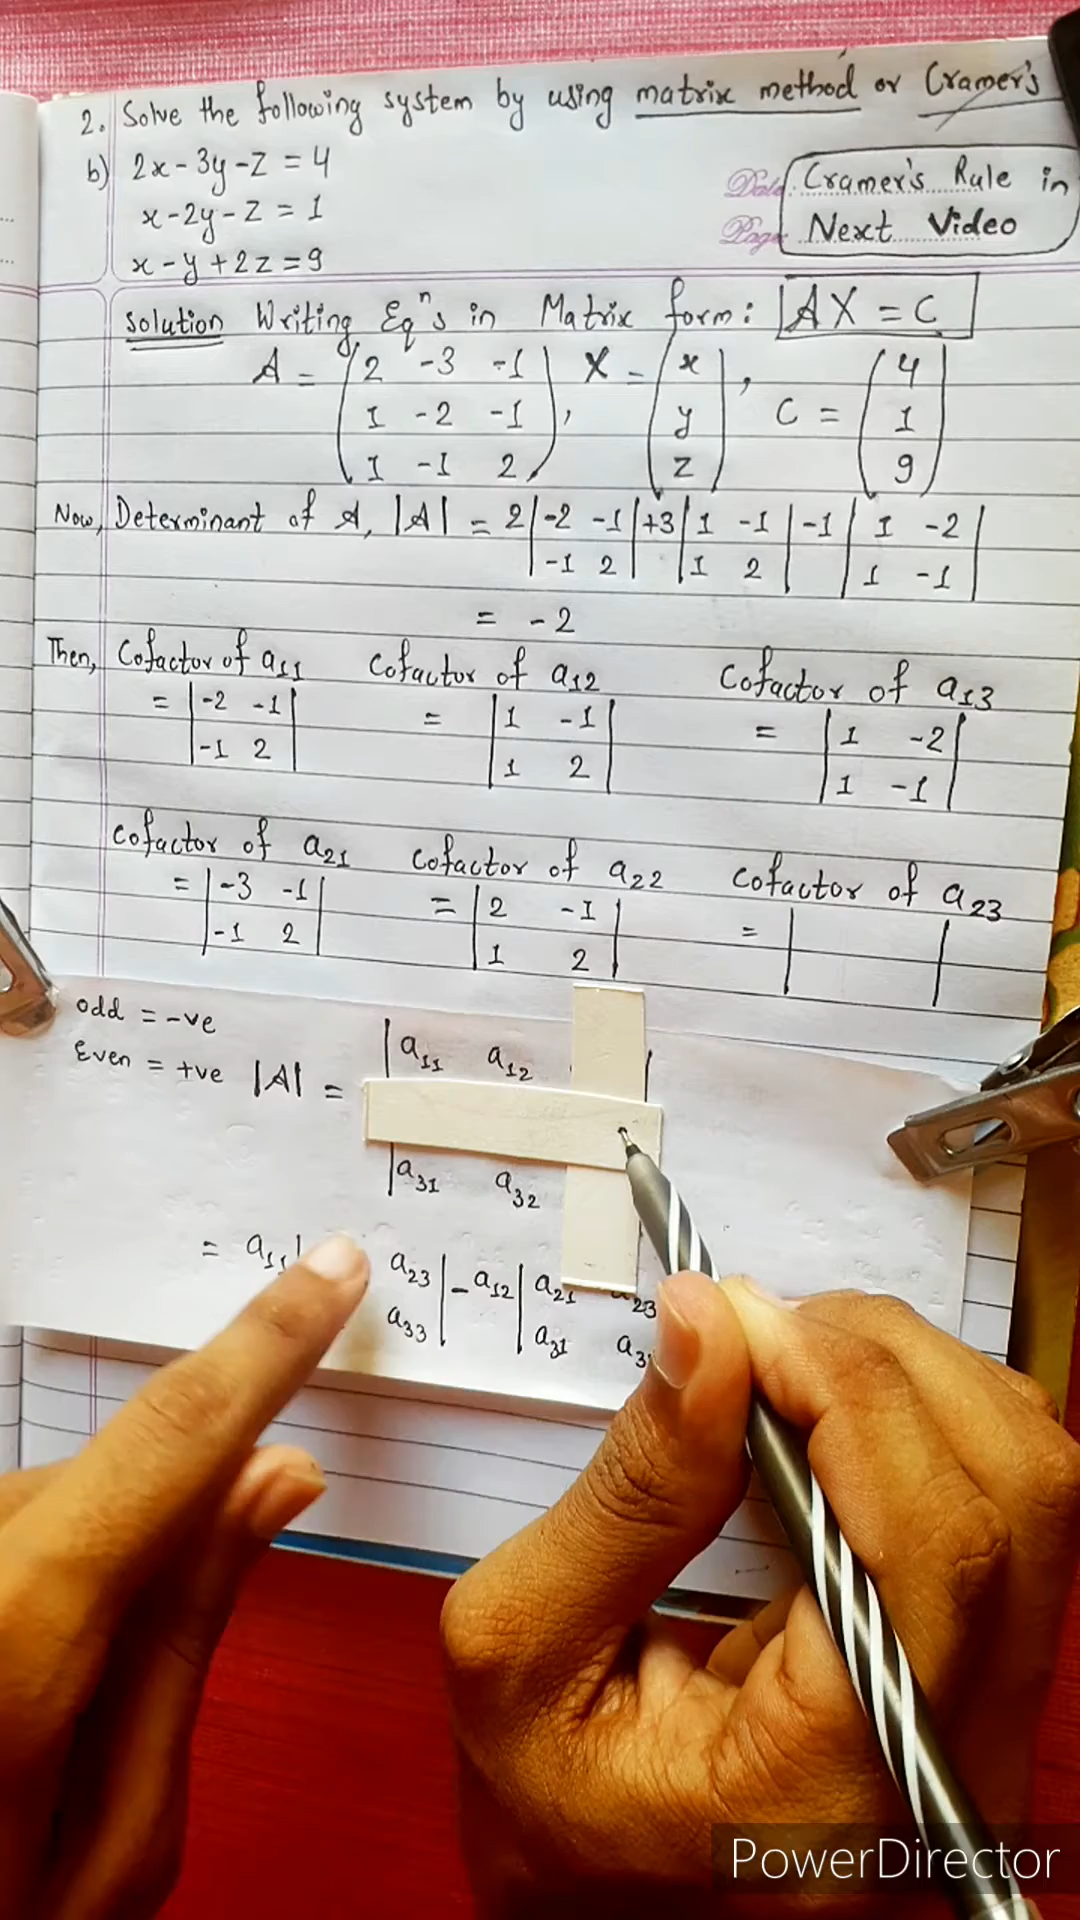 2. Solve the following system by using matrix method or Cramer's
b) 2x - 3y - z = 4
x - 2y - z = 1
x - y + 2z = 9
Date:
Page:
Cramer's Rule in
Next Video
Solution Writing Eqⁿs in Matrix form: AX = C
A = (2 -3 -1), X = (x), C = (4)
1 -2 -1 y 1
1 -1 2 z 9
Now, Determinant of A, |A| = 2|-2 -1|+3|1 -1|-1|1 -2|
-1 2 1 2 1 -1
= -2
Then, Cofactor of a11 Cofactor of a12 Cofactor of a13
= |-2 -1| = |1 -1| = |1 -2|
-1 2 1 2 1 -1
Cofactor of a21 Cofactor of a22 Cofactor of a23
= |-3 -1| = |2 -1| = | |
-1 2 1 2
odd = -ve
Even = +ve |A| = |a11 a12
a31 a32
= a11| a23|-a12|a21 a23
a33 a31
PowerDirector